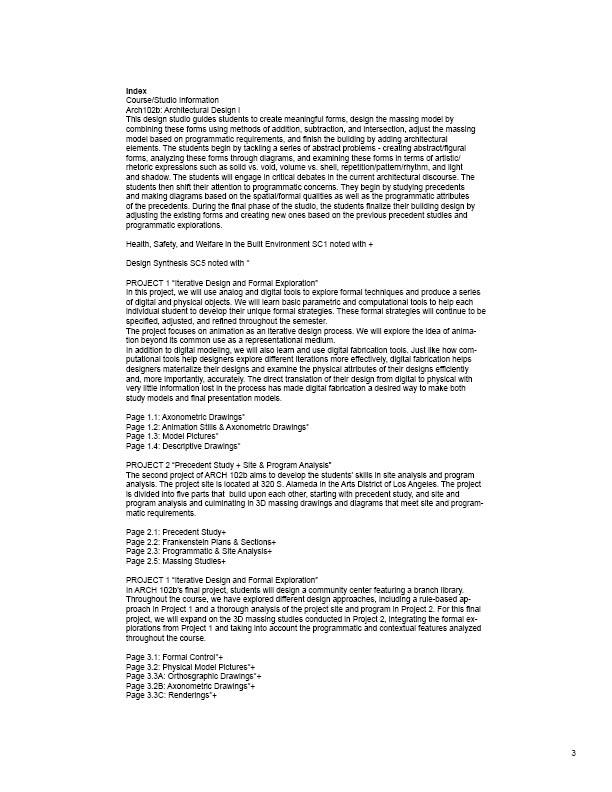 Index
Course/Studio Information
Arch102b: Architectural Design I
This design studio guides students to create meaningful forms, design the massing model by
combining these forms using methods of addition, subtraction, and intersection, adjust the massing
model based on programmatic requirements, and finish the building by adding architectural
elements. The students begin by tackling a series of abstract problems - creating abstract/figural
forms, analyzing these forms through diagrams, and examining these forms in terms of artistic/
rhetoric expressions such as solid vs. void, volume vs. shell, repetition/pattern/rhythm, and light
and shadow. The students will engage in critical debates in the current architectural discourse. The
students then shift their attention to programmatic concerns. They begin by studying precedents
and making diagrams based on the spatial/formal qualities as well as the programmatic attributes
of the precedents. During the final phase of the studio, the students finalize their building design by
adjusting the existing forms and creating new ones based on the previous precedent studies and
programmatic explorations.
Health, Safety, and Welfare in the Built Environment SC1 noted with +
Design Synthesis SC5 noted with *
PROJECT 1 "Iterative Design and Formal Exploration"
In this project, we will use analog and digital tools to explore formal techniques and produce a series
of digital and physical objects. We will learn basic parametric and computational tools to help each
individual student to develop their unique formal strategies. These formal strategies will continue to be
specified, adjusted, and refined throughout the semester.
The project focuses on animation as an iterative design process. We will explore the idea of anima-
tion beyond its common use as a representational medium.
In addition to digital modeling, we will also learn and use digital fabrication tools. Just like how com-
putational tools help designers explore different iterations more effectively, digital fabrication helps
designers materialize their designs and examine the physical attributes of their designs efficiently
and, more importantly, accurately. The direct translation of their design from digital to physical with
very little information lost in the process has made digital fabrication a desired way to make both
study models and final presentation models.
Page 1.1: Axonometric Drawings*
Page 1.2: Animation Stills & Axonometric Drawings*
Page 1.3: Model Pictures*
Page 1.4: Descriptive Drawings*
PROJECT 2 "Precedent Study + Site & Program Analysis"
The second project of ARCH 102b aims to develop the students' skills in site analysis and program
analysis. The project site is located at 320 S. Alameda in the Arts District of Los Angeles. The project
is divided into five parts that  build upon each other, starting with precedent study, and site and
program analysis and culminating in 3D massing drawings and diagrams that meet site and program-
matic requirements.
Page 2.1: Precedent Study+
Page 2.2: Frankenstein Plans & Sections+
Page 2.3: Programmatic & Site Analysis+
Page 2.5: Massing Studies+
PROJECT 1 "Iterative Design and Formal Exploration"
In ARCH 102b's final project, students will design a community center featuring a branch library.
Throughout the course, we have explored different design approaches, including a rule-based ap-
proach in Project 1 and a thorough analysis of the project site and program in Project 2. For this final
project, we will expand on the 3D massing studies conducted in Project 2, integrating the formal ex-
plorations from Project 1 and taking into account the programmatic and contextual features analyzed
throughout the course.
Page 3.1: Formal Control*+
Page 3.2: Physical Model Pictures*+
Page 3.3A: Orthosgraphic Drawings*+
Page 3.2B: Axonometric Drawings*+
Page 3.3C: Renderings*+
3